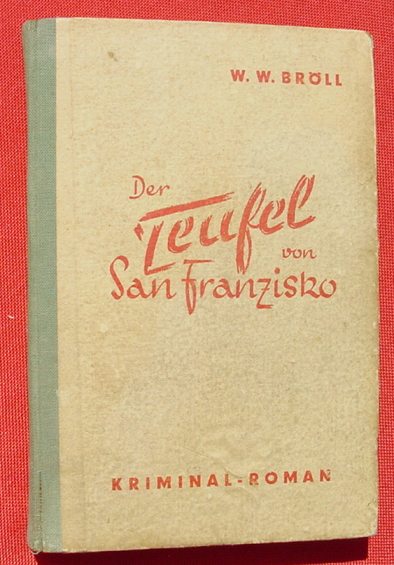 W. W. BRÖLL
Der
Teufel
von
San Franzisko
KRIMINAL-ROMAN